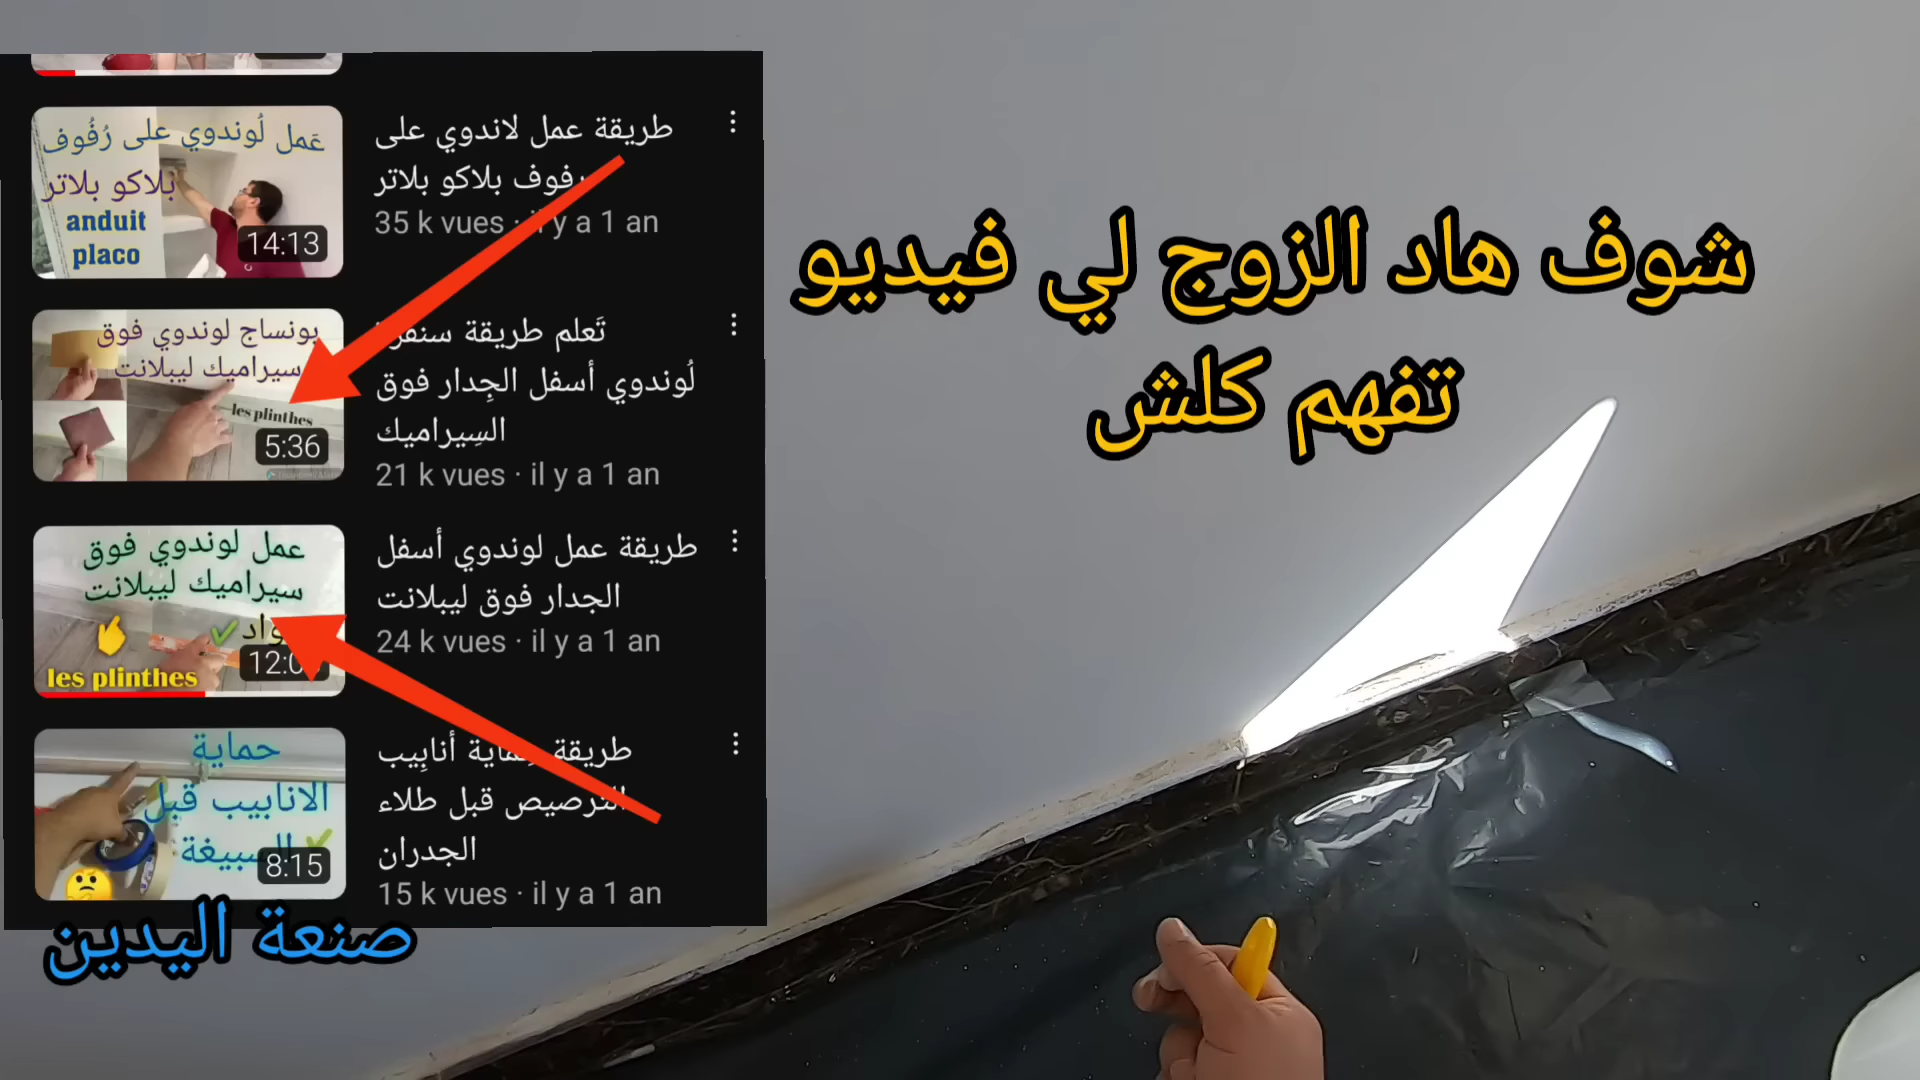 شوف هاد الزوج لي فيديو
تفهم كلش
عَمل لُوندوي على رُفُوف
بلاكو بلاتر
anduit
placo
14:13
طريقة عمل لاندوي على
رفوف بلاكو بلاتر
35 k vues · il y a 1 an
بونساج لوندوي فوق
سيراميك ليبلانت
les plinthes
5:36
تَعلم طريقة
لُوندوي أسفل الجِدار فوق
السِيراميك
21 k vues · il y a 1 an
عمل لوندوي فوق
سيراميك ليبلانت
les plinthes
طريقة عمل لوندوي أسفل
الجدار فوق ليبلانت
24 k vues · il y a 1 an
حماية
الانابيب قبل
8:15
طريقة حماية أنابِيب
الترصيص قبل طلاء
الجدران
15 k vues · il y a 1 an
صنعة اليدين